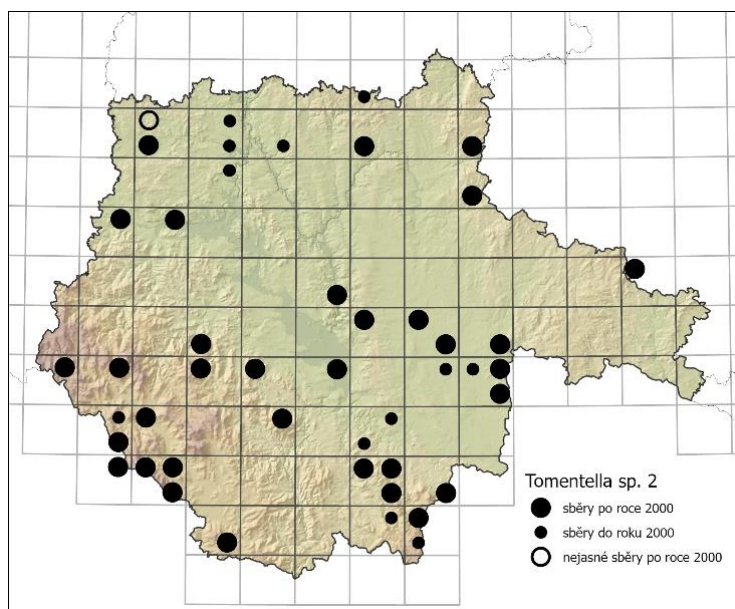 Tomentella sp. 2
sběry po roce 2000
sběry do roku 2000
nejasné sběry po roce 2000